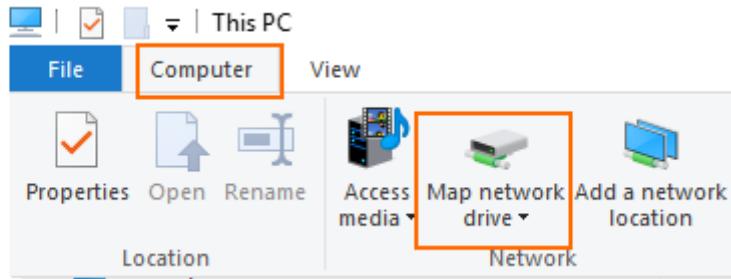 This PC
File Computer View
Properties Open Rename Access media Map network drive Add a network location
Location Network